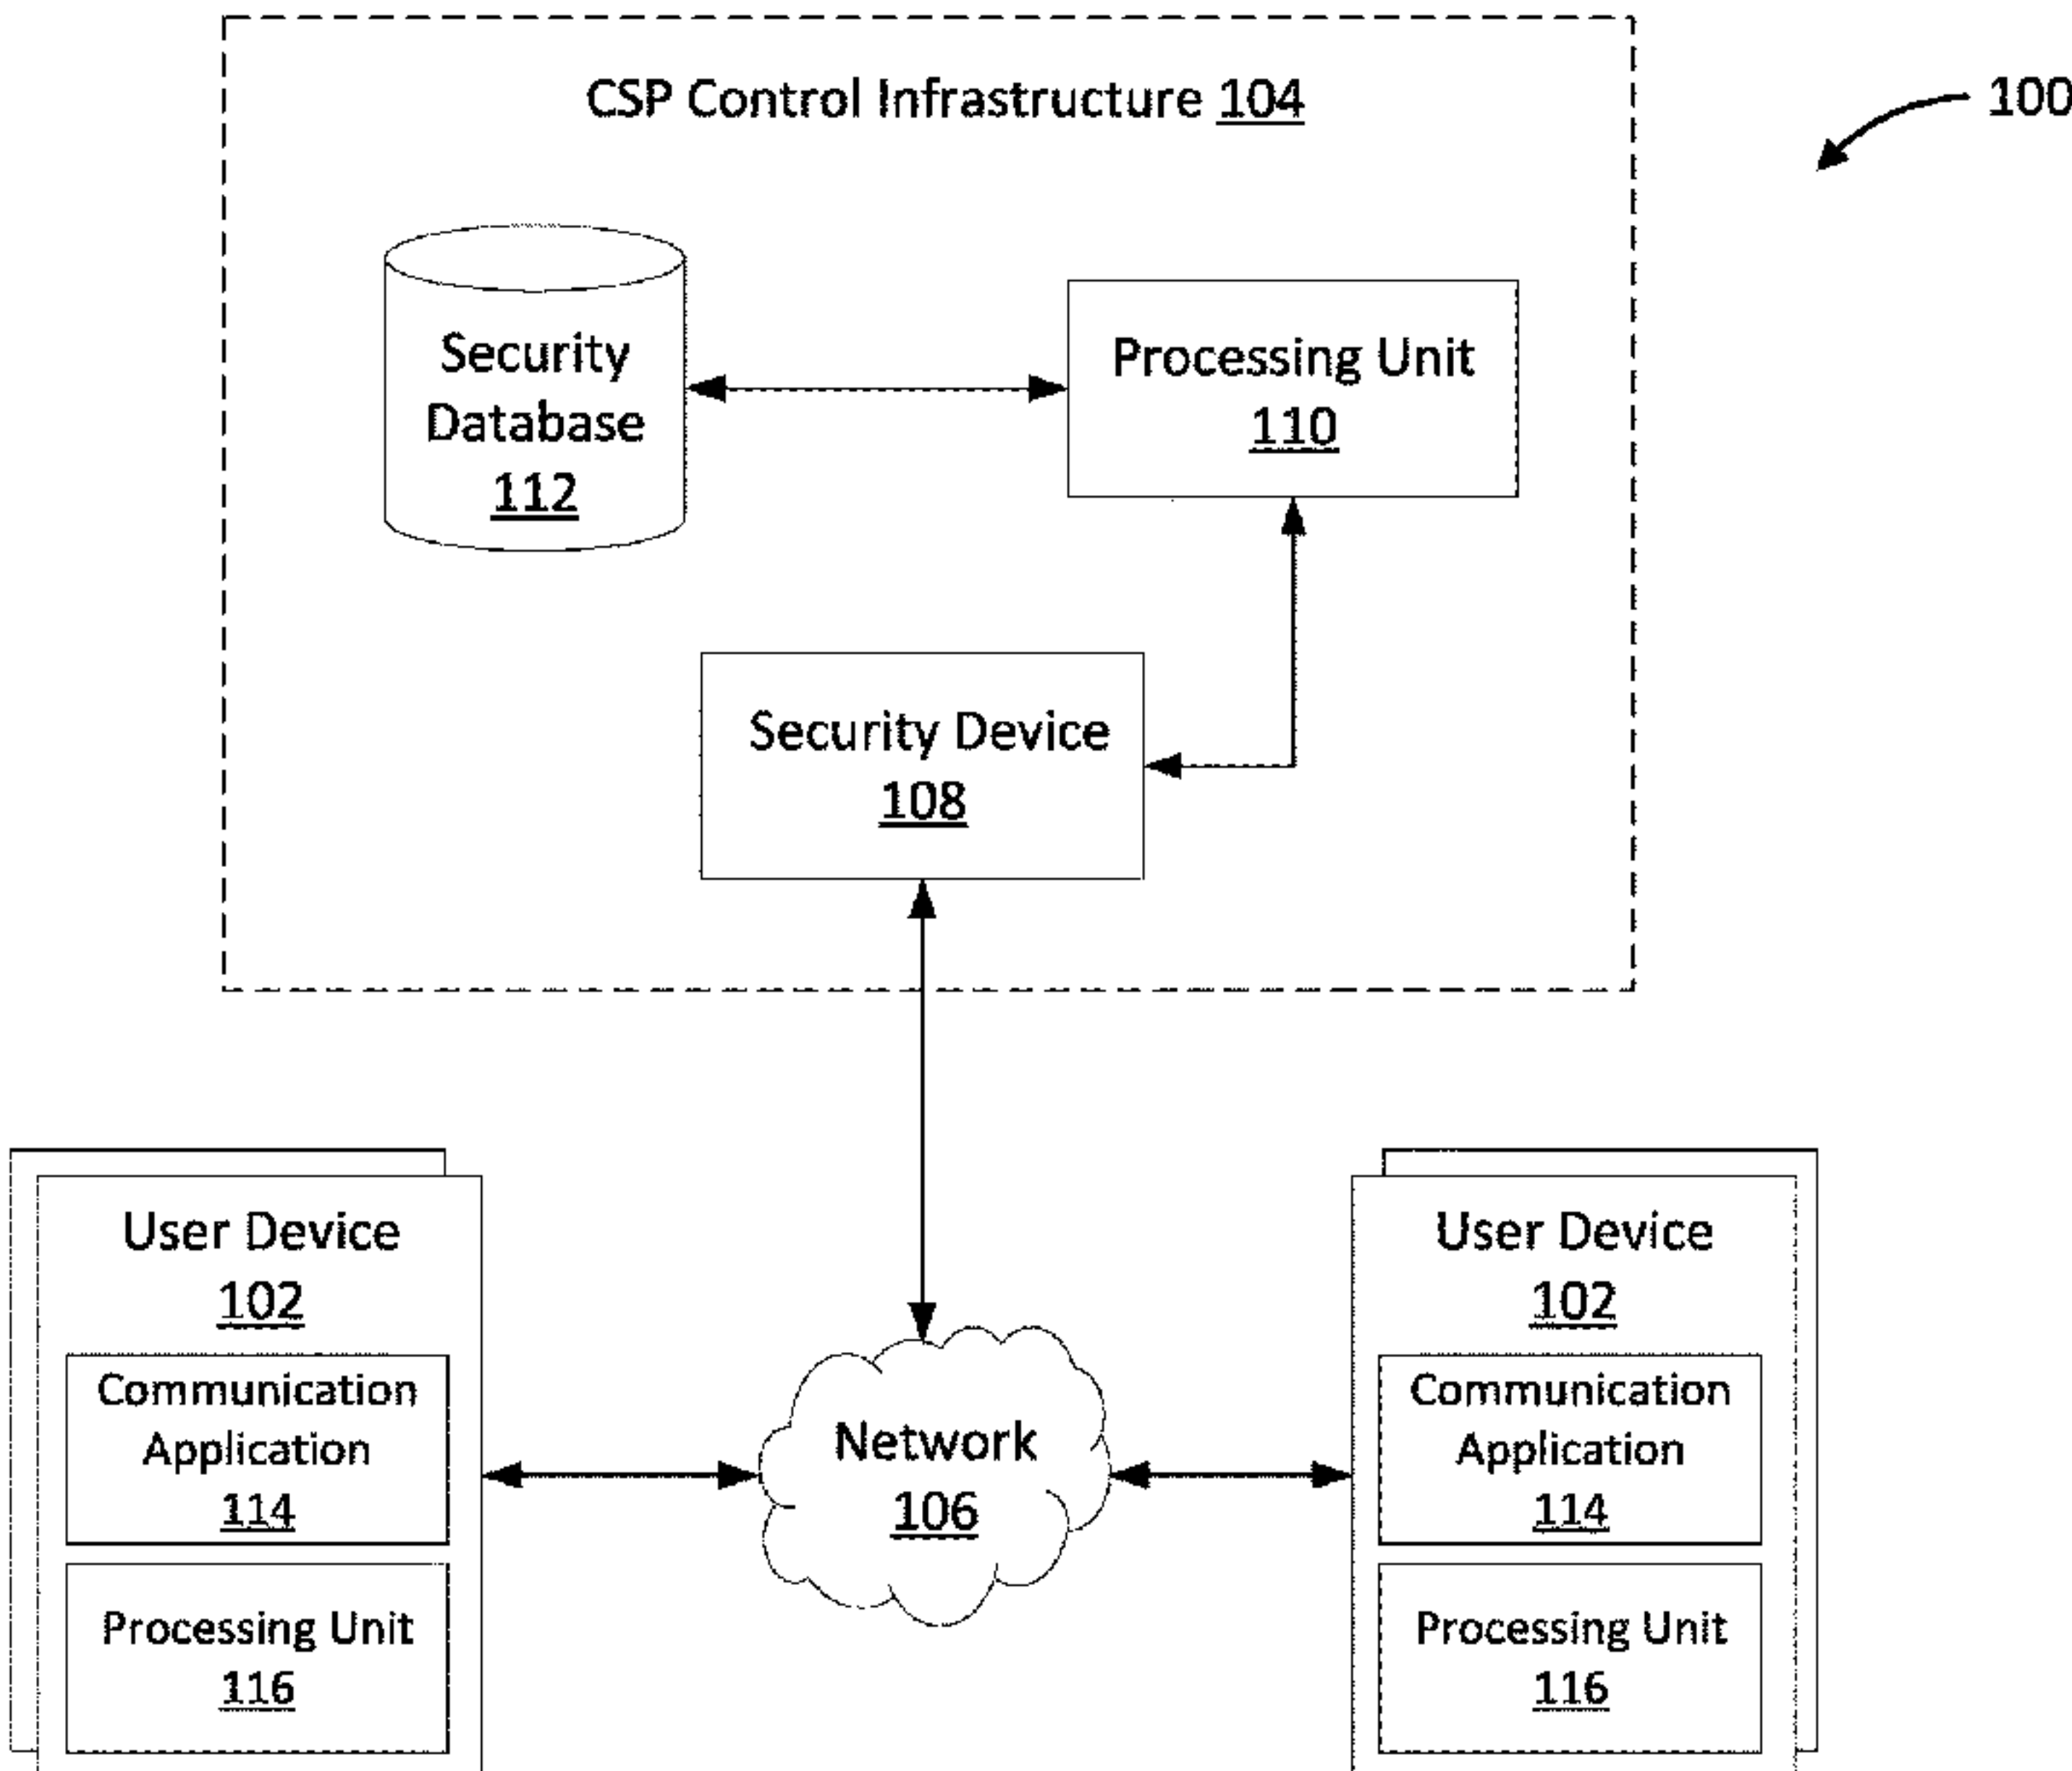 CSP Control Infrastructure 104
100
Security
Database
112
Processing Unit
110
Security Device
108
User Device
102
Communication
Application
114
Processing Unit
116
Network
106
User Device
102
Communication
Application
114
Processing Unit
116